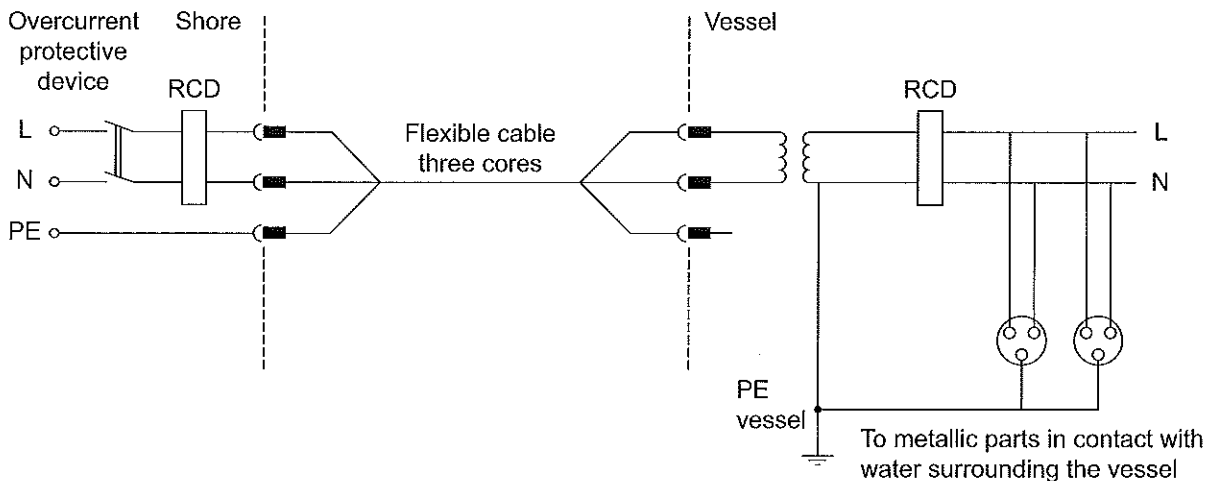 Overcurrent
protective
device
Shore
Vessel
RCD
RCD
L
N
PE
Flexible cable
three cores
L
N
PE
vessel
To metallic parts in contact with
water surrounding the vessel